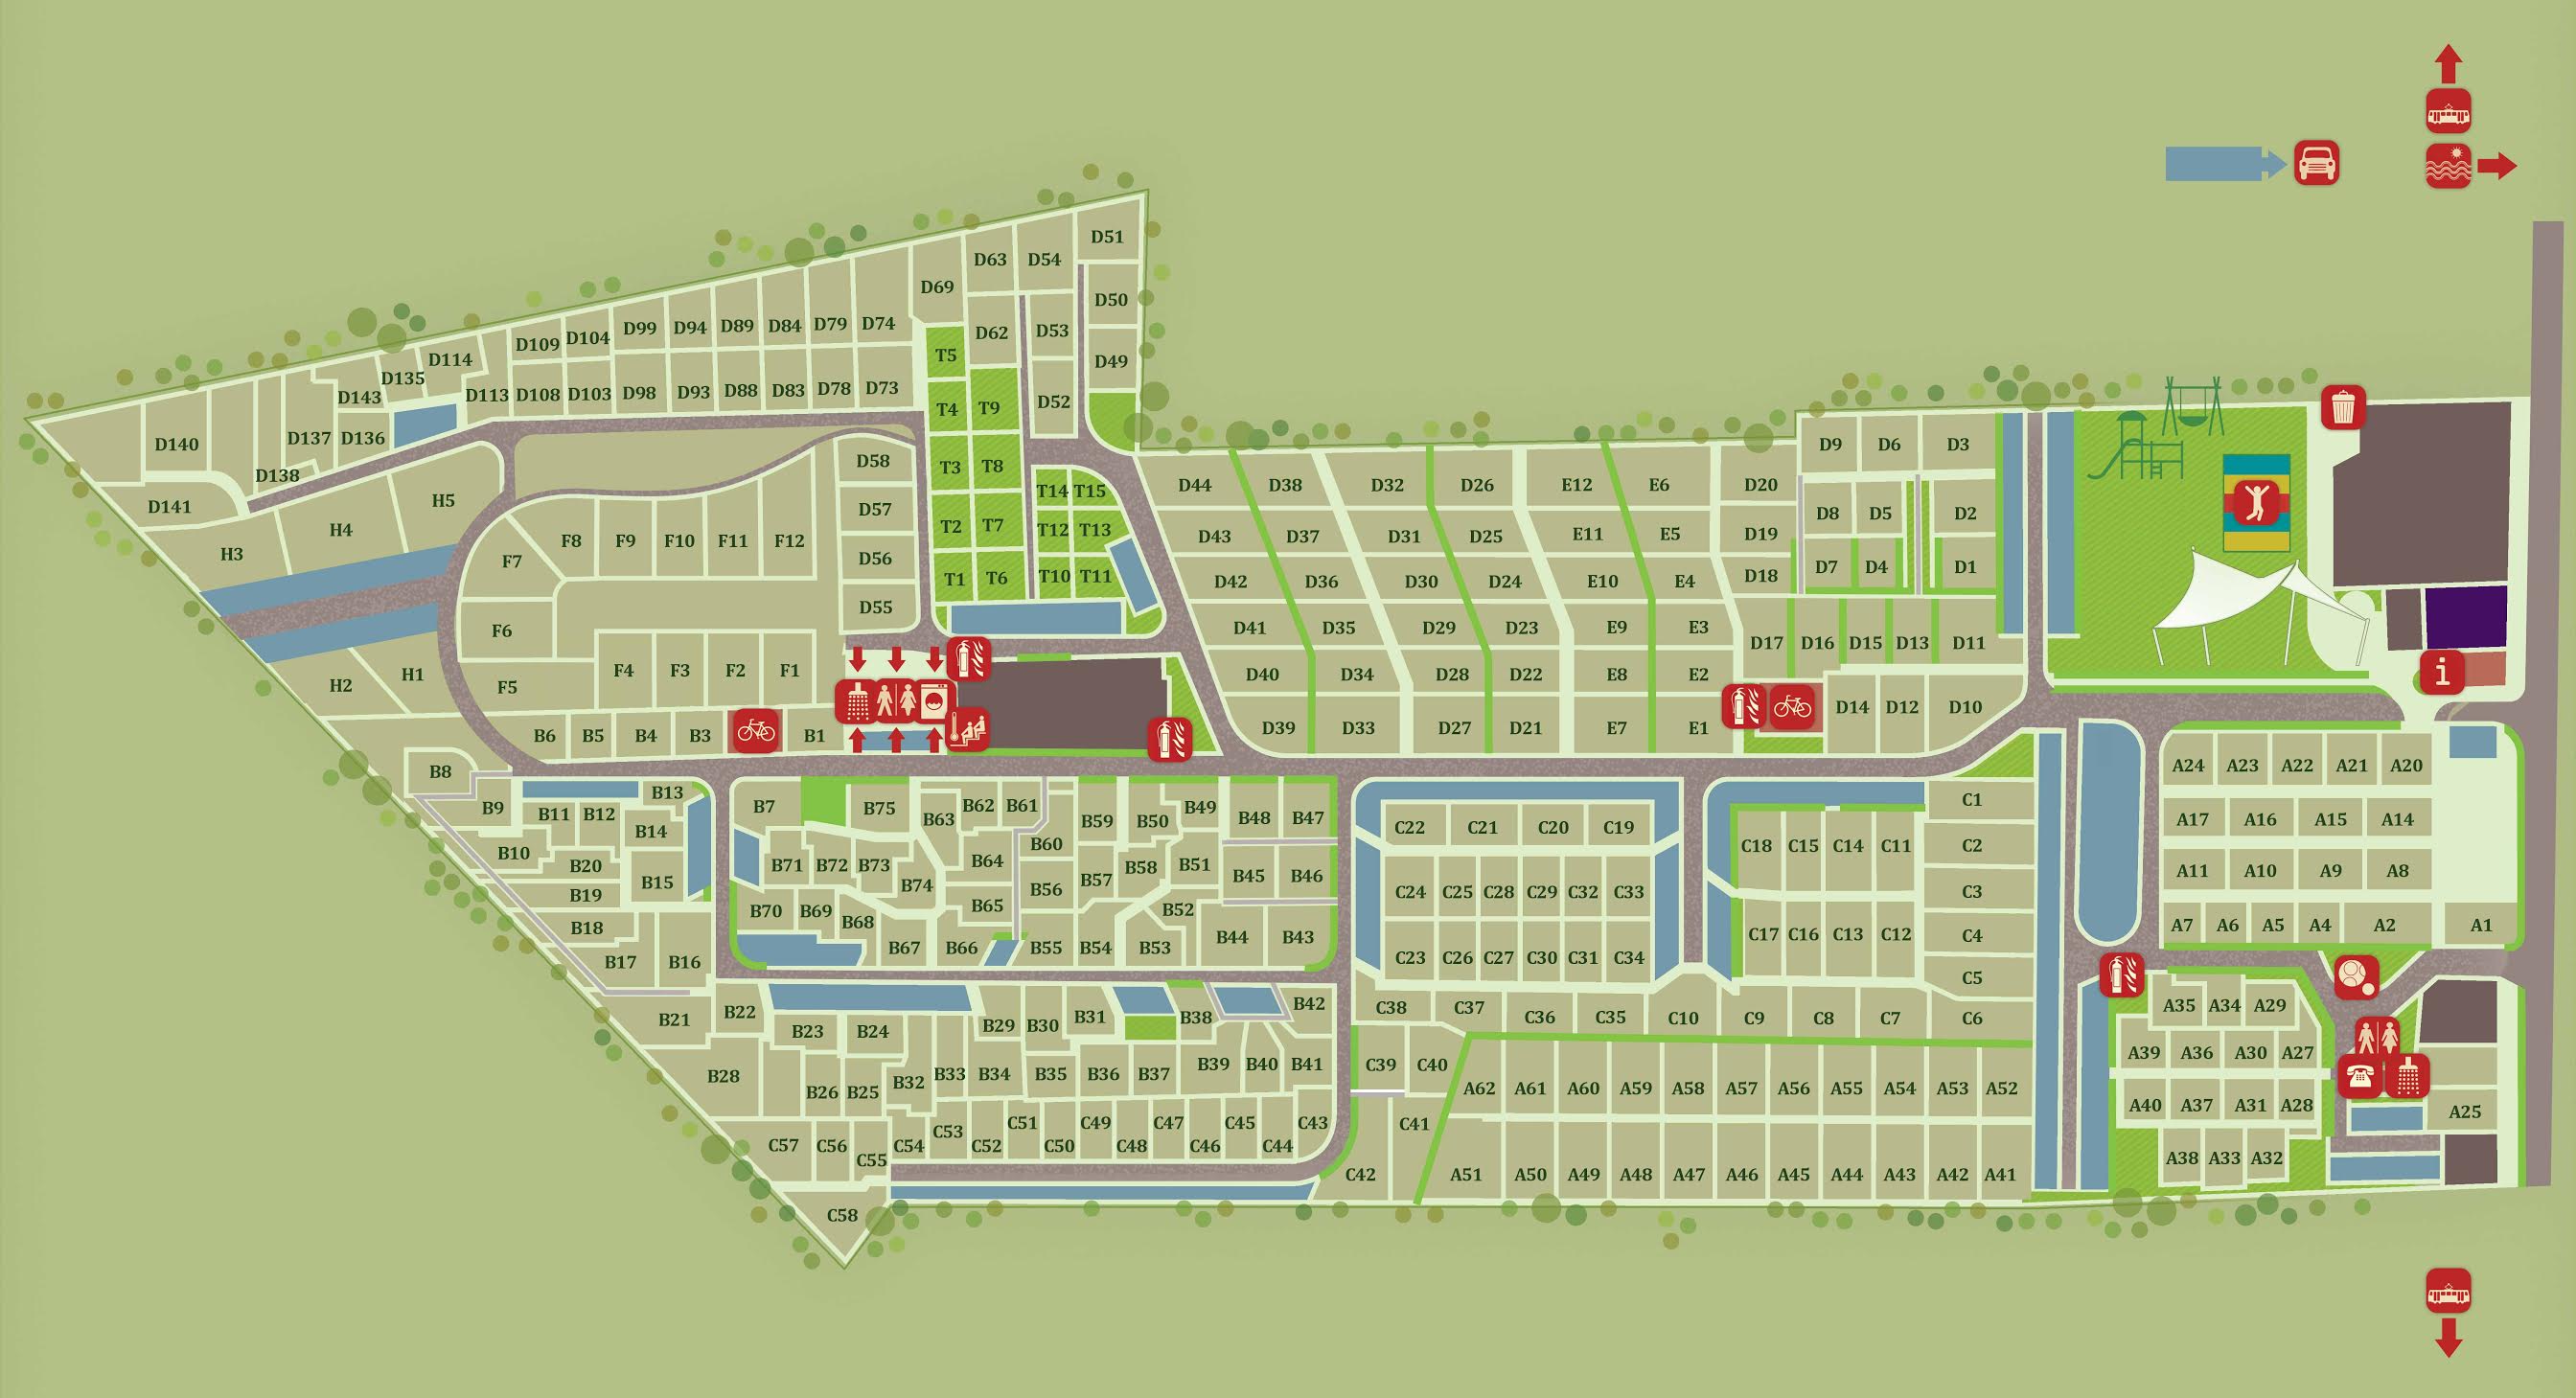 D51
D63 D54
D69
D50
D109 D104 D99 D94 D89 D84 D79 D74
D62 D53
D114
T5
D49
D143 D135
D113 D108 D103 D98 D93 D88 D83 D78 D73
T4 T9 D52
D140 D137 D136
D138
D141
H5
H4
H3
D58
D57
D56
D55
T3 T8
T14 T15
T2 T7 T12 T13
T1 T6 T10 T11
F7 F8 F9 F10 F11 F12
F6
F5 F4 F3 F2 F1
H2 H1
B6 B5 B4 B3 B1
D44 D38 D32 D26 E12 E6 D20
D43 D37 D31 D25 E11 E5 D19
D42 D36 D30 D24 E10 E4 D18
D41 D35 D29 D23 E9 E3
D40 D34 D28 D22 E8 E2
D39 D33 D27 D21 E7 E1
D9 D6 D3
D8 D5 D2
D7 D4 D1
D17 D16 D15 D13 D11
D14 D12 D10
i
B8
B9 B11 B12 B13
B14
B10 B20
B19 B15
B18
B17 B16
B21
B7 B75 B63 B62 B61
B71 B72 B73 B74 B64 B60
B70 B69 B68 B65 B56
B67 B66 B55 B54 B53
B59 B50 B49 B48 B47
B57 B58 B51 B45 B46
B52 B44 B43
B22 B23 B24 B29 B30 B31 B38 B42
B28 B26 B25 B32 B33 B34 B35 B36 B37 B39 B40 B41
C57 C56 C55 C54 C53 C52 C51 C50 C49 C48 C47 C46 C45 C44 C43
C58
C22 C21 C20 C19
C24 C25 C28 C29 C32 C33
C23 C26 C27 C30 C31 C34
C38 C37 C36 C35 C10 C9 C8 C7 C6
C18 C15 C14 C11
C17 C16 C13 C12
C1
C2
C3
C4
C5
C39 C40
C41
C42
A62 A61 A60 A59 A58 A57 A56 A55 A54 A53 A52
A51 A50 A49 A48 A47 A46 A45 A44 A43 A42 A41
A24 A23 A22 A21 A20
A17 A16 A15 A14
A11 A10 A9 A8
A7 A6 A5 A4 A2 A1
A35 A34 A29
A39 A36 A30 A27
A40 A37 A31 A28
A38 A33 A32
A25